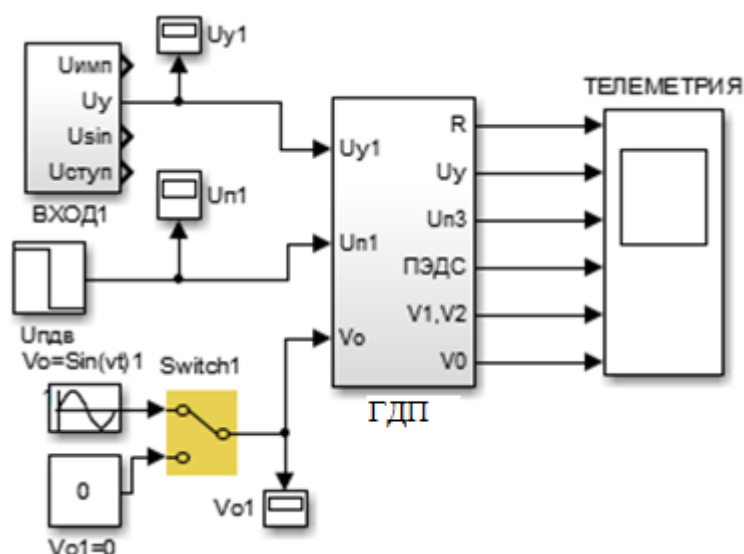 Uy1
Uимп
Uy
Usin
Uступ
ВХОД1
Uп1
Uпдв
Vo=Sin(vt)1
Switch1
0
Vo1=0
Vo1
Uy1
Uп1
Vo
R
Uy
Uп3
ПЭДС
V1,V2
V0
ГДП
ТЕЛЕМЕТРИЯ